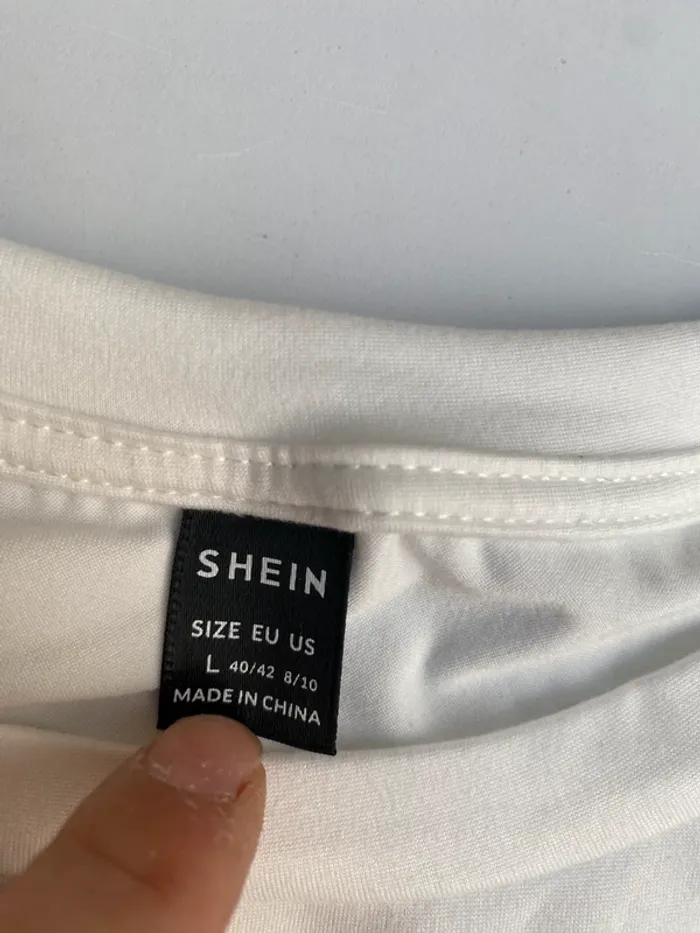 SHEIN
SIZE EU US
L 40/42 8/10
MADE IN CHINA